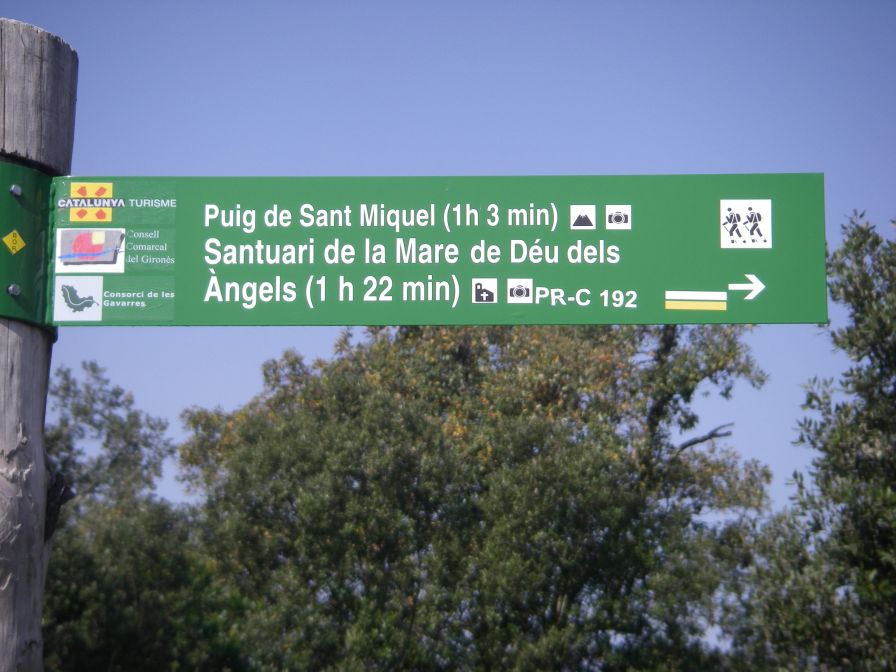 CATALUNYA TURISME
Consell
Comarcal
del Gironès
Consorci de les
Gavarres
Puig de Sant Miquel (1h 3 min)
Santuari de la Mare de Déu dels
Àngels (1 h 22 min) PR-C 192